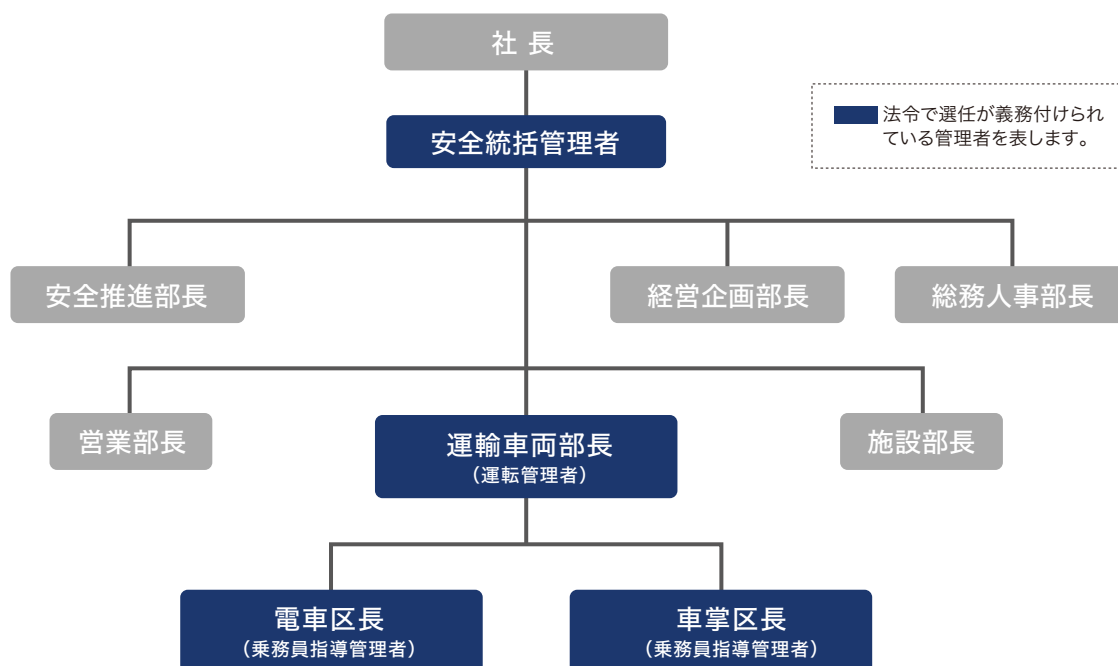 社 長
法令で選任が義務付けられ
ている管理者を表します。
安全統括管理者
安全推進部長
経営企画部長
総務人事部長
営業部長
運輸車両部長
（運転管理者）
施設部長
電車区長
（乗務員指導管理者）
車掌区長
（乗務員指導管理者）